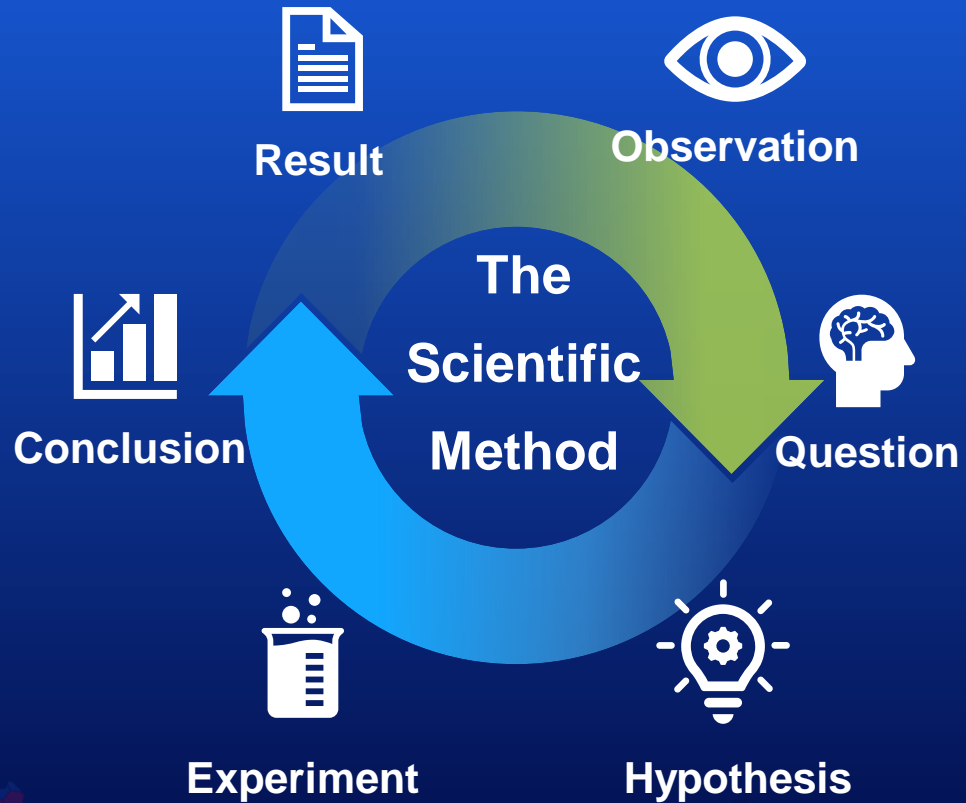 Result
Observation
The
Scientific
Method
Conclusion
Question
Experiment
Hypothesis